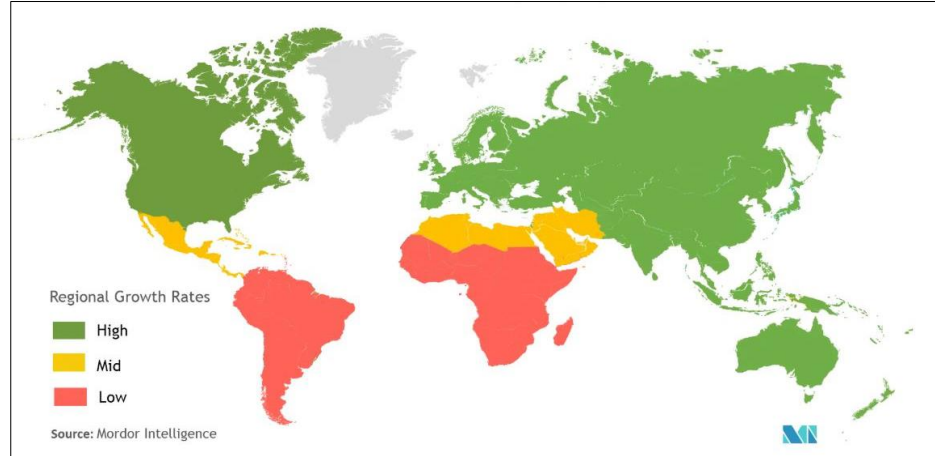 Regional Growth Rates
High
Mid
Low
Source: Mordor Intelligence